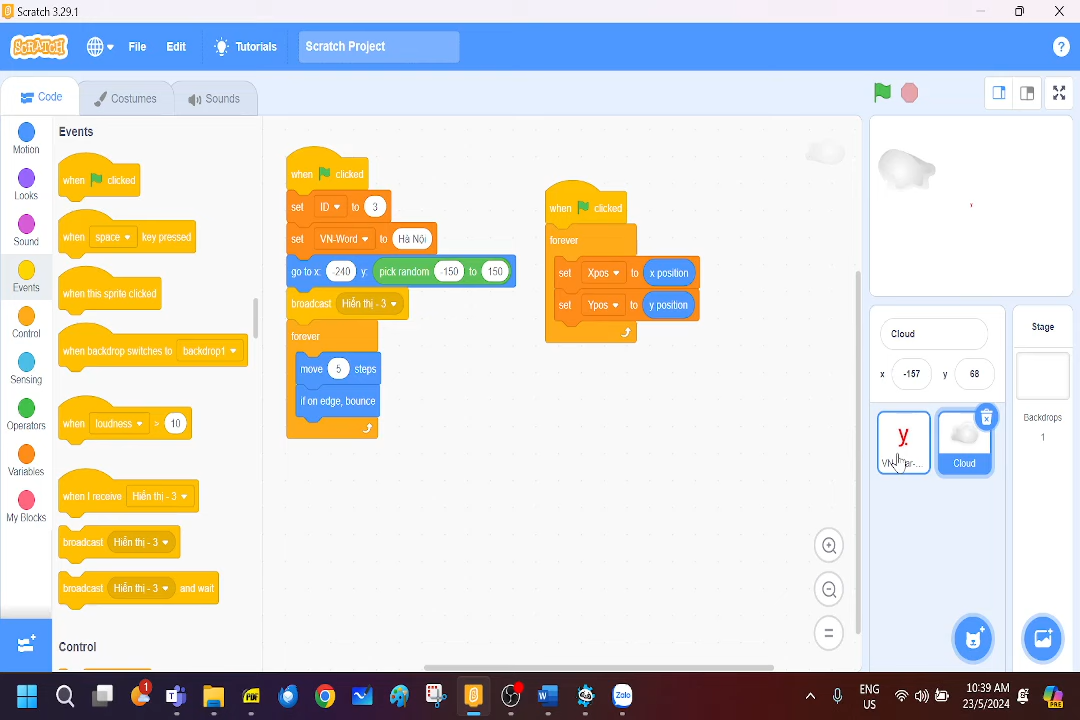 Scratch 3.29.1
SCRATCH File Edit Tutorials Scratch Project ?
Code Costumes Sounds
Motion
Looks
Sound
Events
Control
Sensing
Operators
Variables
My Blocks
Events
when clicked
when space key pressed
when this sprite clicked
when backdrop switches to backdrop1
when loudness > 10
when I receive Hiển thị - 3
broadcast Hiển thị - 3
broadcast Hiển thị - 3 and wait
Control
when clicked
set ID to 3
set VN-Word to Hà Nội
go to x: -240 y: pick random -150 to 150
broadcast Hiển thị - 3
forever
move 5 steps
if on edge, bounce
when clicked
forever
set Xpos to x position
set Ypos to y position
y
Cloud
x -157 y 68
y
Cloud
Stage
Backdrops
1
1
PDF
Zalo
ENG
US
10:39 AM
23/5/2024
PRE